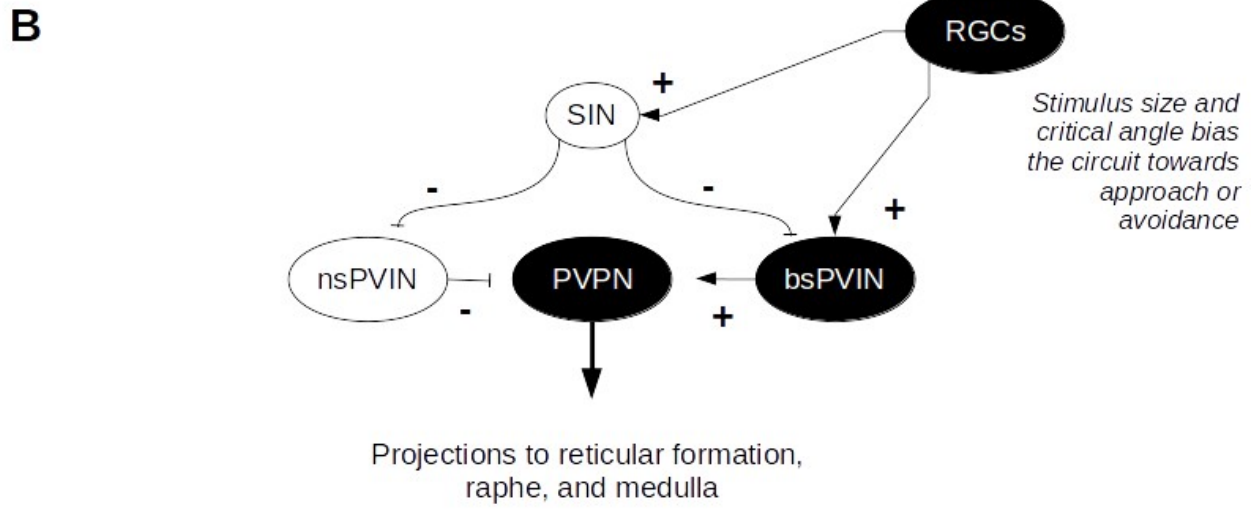 B
RGCs
+
SIN
Stimulus size and
critical angle bias
the circuit towards
approach or
avoidance
-
-
+
nsPVIN
PVPN
bsPVIN
-
+
Projections to reticular formation,
raphe, and medulla